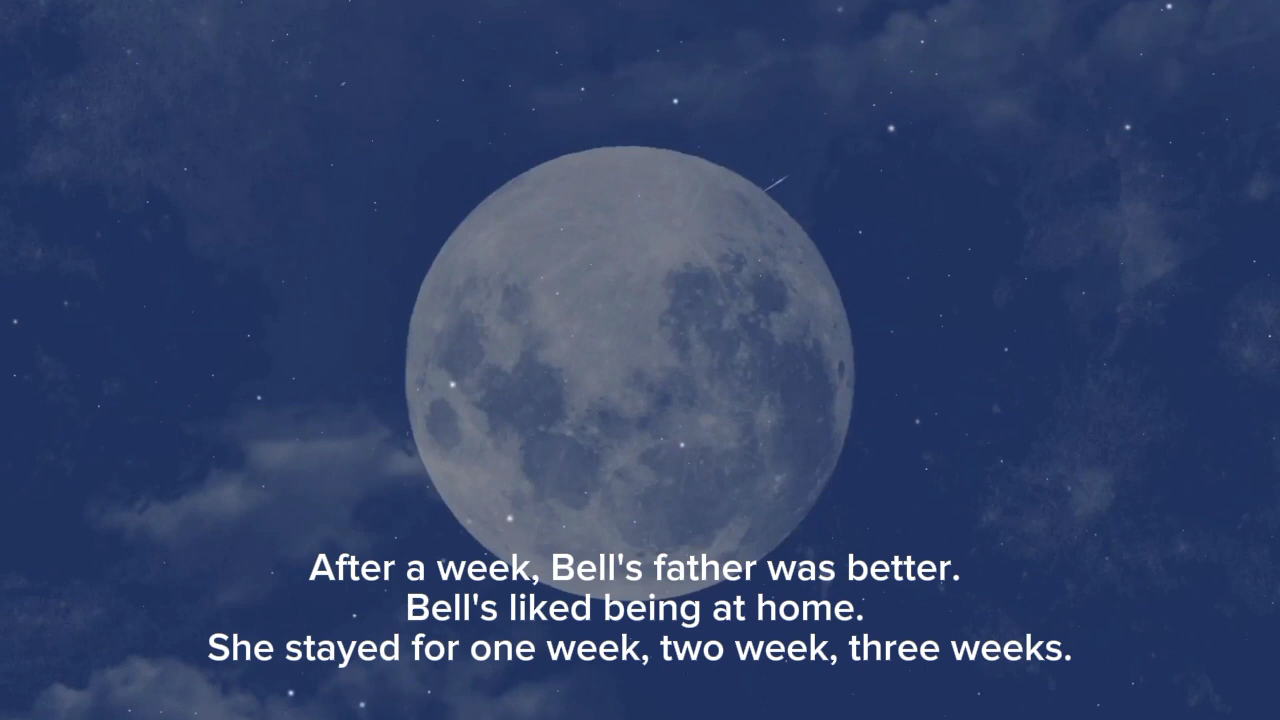 After a week, Bell's father was better.
Bell's liked being at home.
She stayed for one week, two week, three weeks.